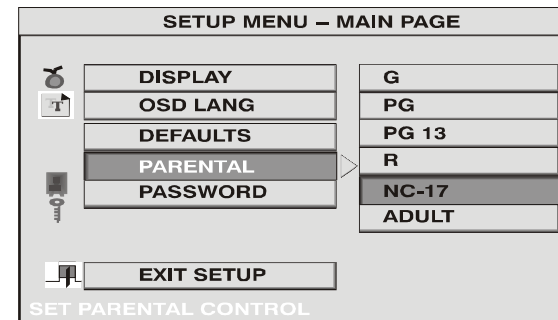 SETUP MENU – MAIN PAGE
DISPLAY
OSD LANG
DEFAULTS
PARENTAL
PASSWORD
G
PG
PG 13
R
NC-17
ADULT
T
EXIT SETUP
SET PARENTAL CONTROL